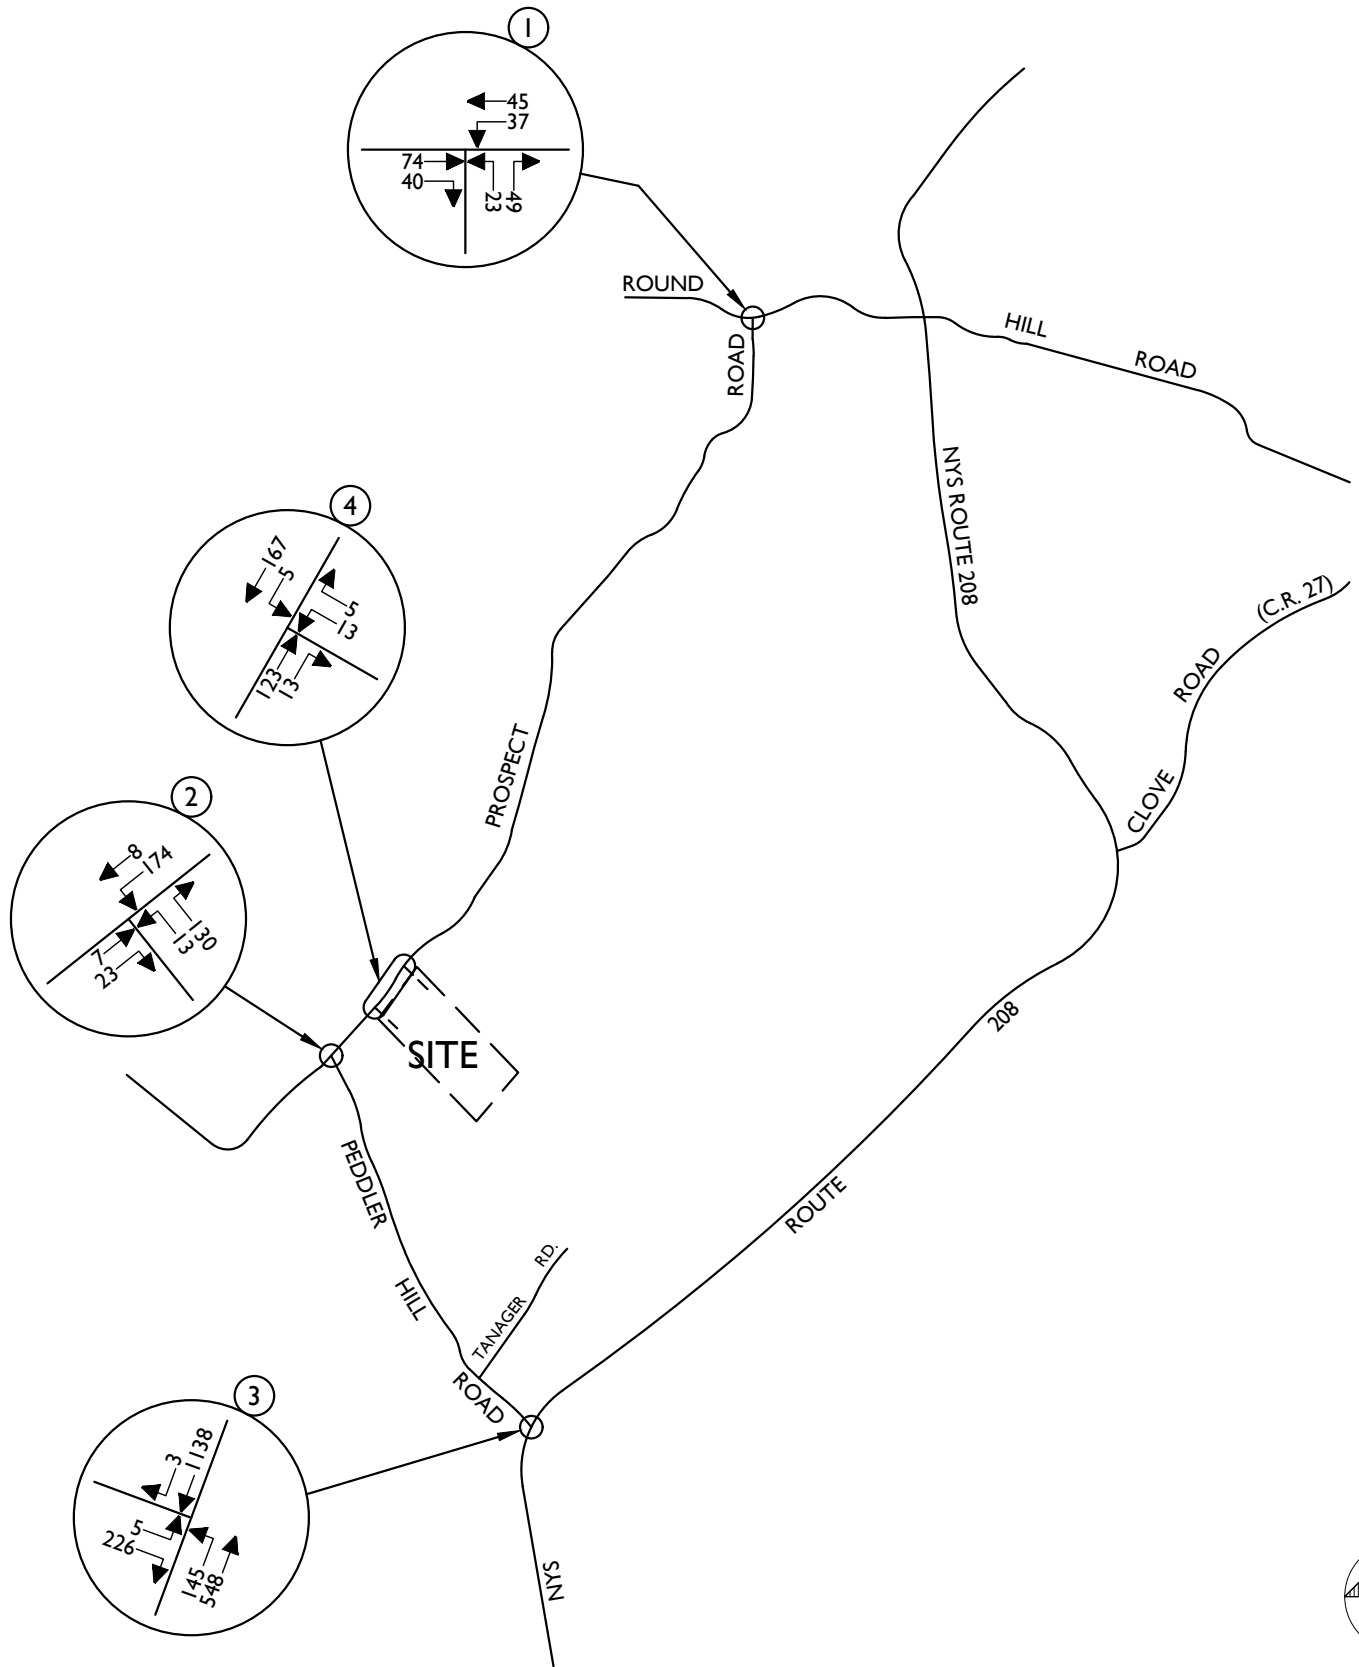 1
45
37
74
40
23
49
ROUND
HILL
ROAD
ROAD
NYS ROUTE 208
4
167
5
5
13
123
13
(C.R. 27)
ROAD
CLOVE
PROSPECT
2
8
174
130
13
7
23
SITE
208
ROUTE
PEDDLER
HILL
ROAD
TANAGER
RD.
3
3
1138
5
226
145
548
NYS